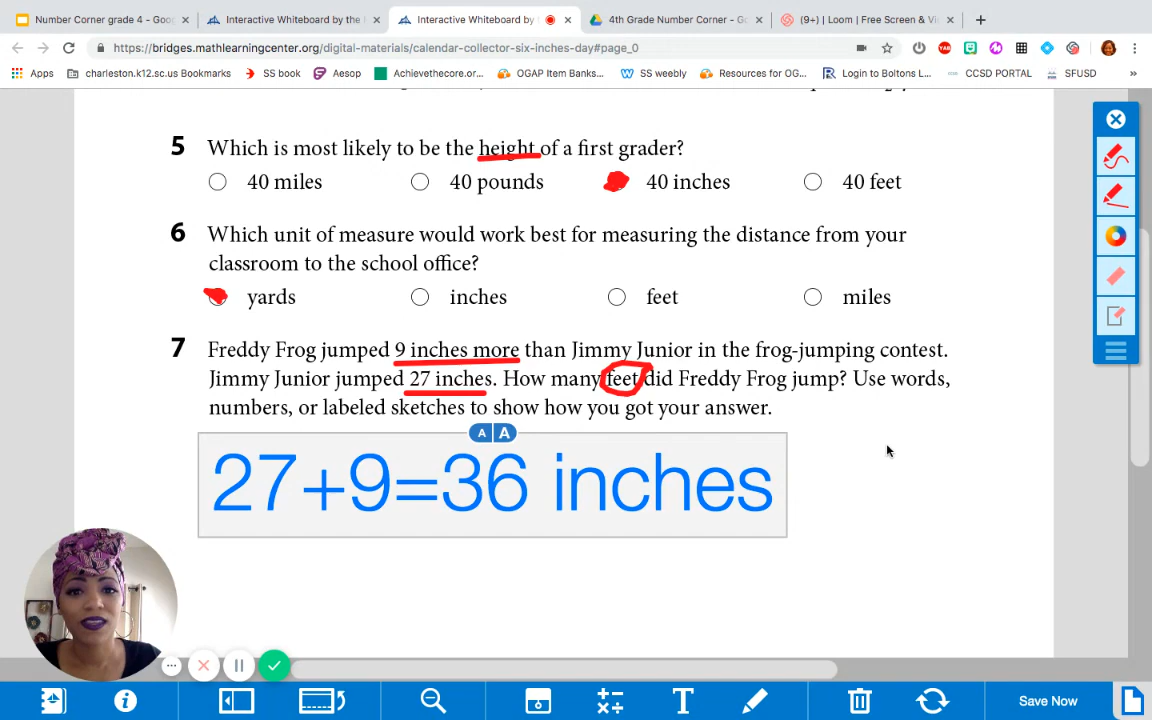 Number Corner grade 4 - Goo
Interactive Whiteboard by the
Interactive Whiteboard by
4th Grade Number Corner - Go
(9+) | Loom | Free Screen & Vi
https://bridges.mathlearningcenter.org/digital-materials/calendar-collector-six-inches-day#page_0
YAB
Apps
charleston.k12.sc.us Bookmarks
SS book
Aesop
Achievethecore.or...
OGAP Item Banks...
SS weekly
Resources for OG...
Login to Boltons L...
CCSD PORTAL
SFUSD
5 Which is most likely to be the height of a first grader?
40 miles
40 pounds
40 inches
40 feet
6 Which unit of measure would work best for measuring the distance from your
classroom to the school office?
yards
inches
feet
miles
7 Freddy Frog jumped 9 inches more than Jimmy Junior in the frog-jumping contest.
Jimmy Junior jumped 27 inches. How many feet did Freddy Frog jump? Use words,
numbers, or labeled sketches to show how you got your answer.
A A
27+9=36 inches
Save Now